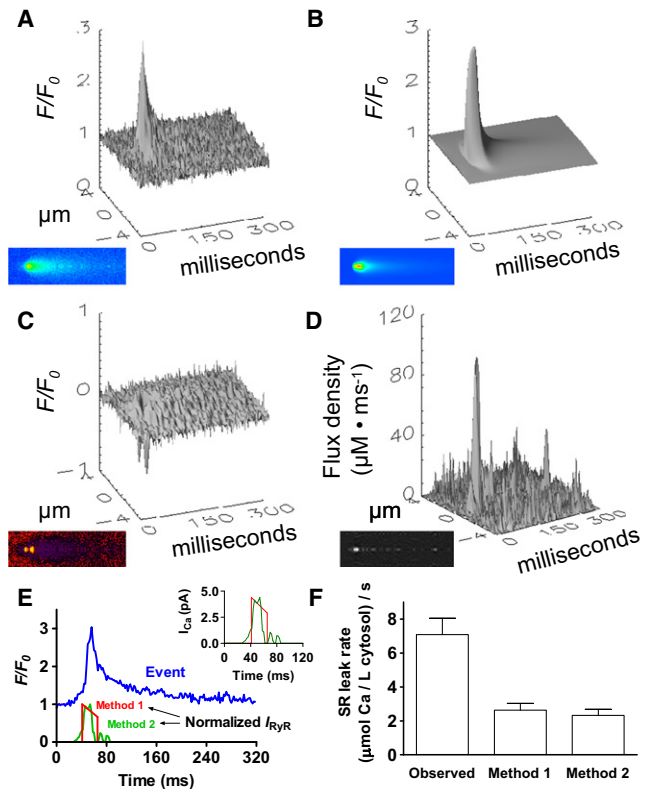 A
3
2
1
0
F/F0
4
0
−4
μm
0
150
300
milliseconds
B
3
2
1
0
F/F0
4
0
−4
0
150
300
milliseconds
C
1
0
−1
F/F0
μm
4
0
−4
0
150
300
milliseconds
D
120
80
40
0
Flux density
(μM • ms-1)
μm
4
0
−4
0
150
300
milliseconds
E
F/F0
3
2
1
1
0
0 80 160 240 320
Time (ms)
Event
Method 1
Method 2
Normalized IRyR
ICa (pA)
5.0
2.5
0.0
0 40 80 120
Time (ms)
F
SR leak rate
(μmol Ca / L cytosol) / s
8
6
4
2
0
Observed Method 1 Method 2